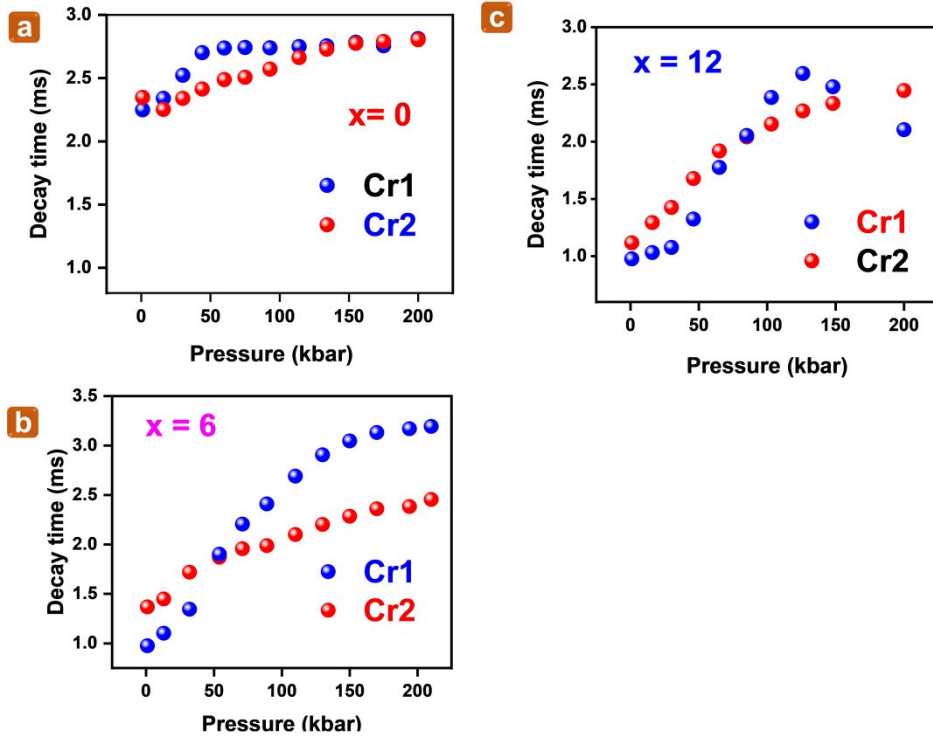 a
3.0
2.5
2.0
1.5
1.0
Decay time (ms)
x= 0
Cr1
Cr2
0 50 100 150 200
Pressure (kbar)
c
3.0
2.5
2.0
1.5
1.0
Decay time (ms)
x = 12
Cr1
Cr2
0 50 100 150 200
Pressure (kbar)
b
3.5
3.0
2.5
2.0
1.5
1.0
Decay time (ms)
x = 6
Cr1
Cr2
0 50 100 150 200
Pressure (kbar)